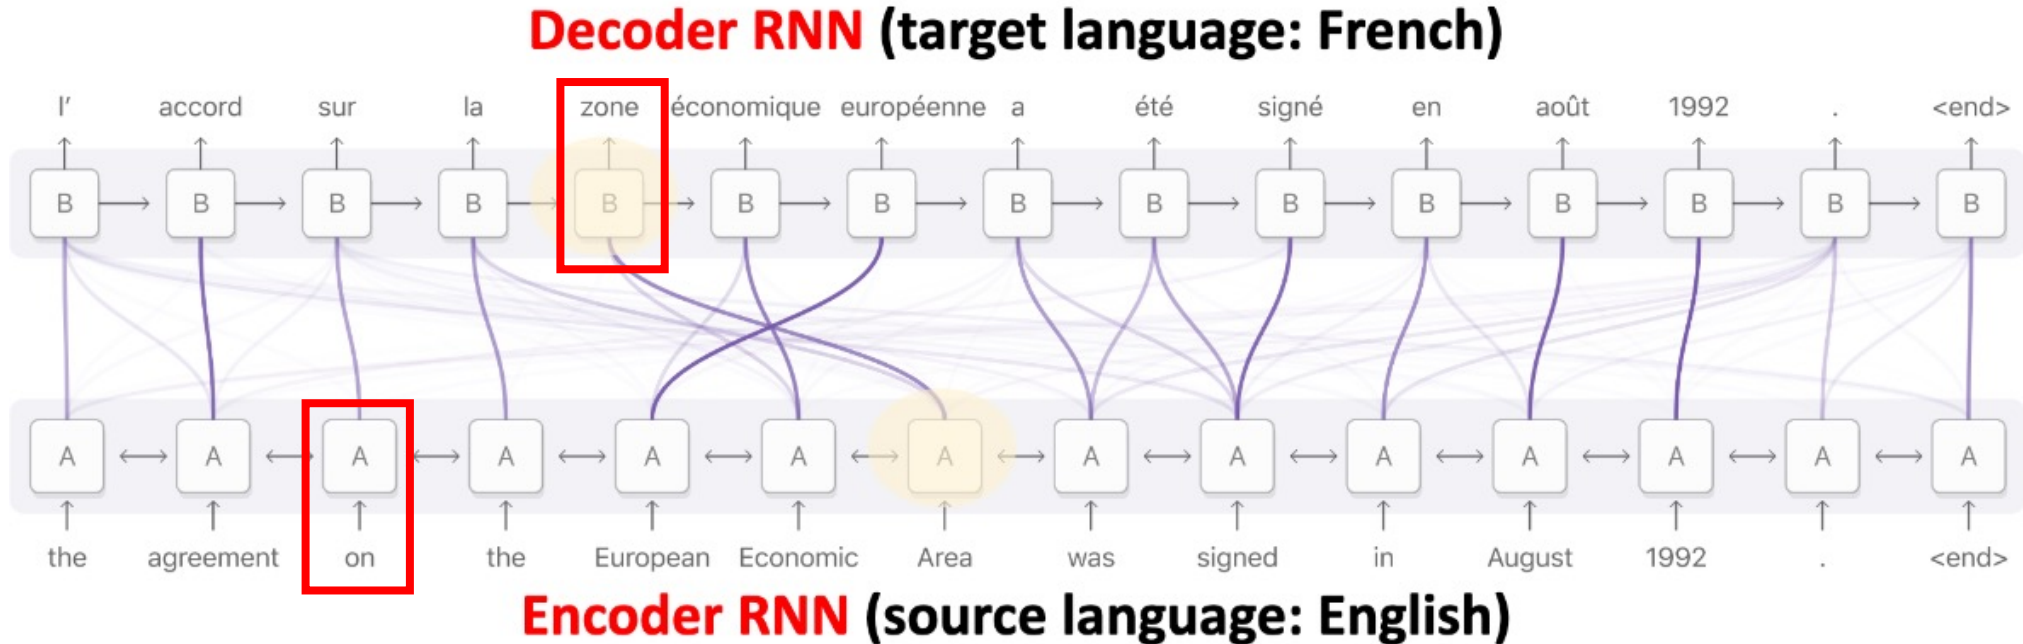 Decoder RNN (target language: French)
l' accord sur la zone économique européenne a été signé en août 1992 . <end>
B B B B B B B B B B B B B B B
A A A A A A A A A A A A A A
the agreement on the European Economic Area was signed in August 1992 . <end>
Encoder RNN (source language: English)